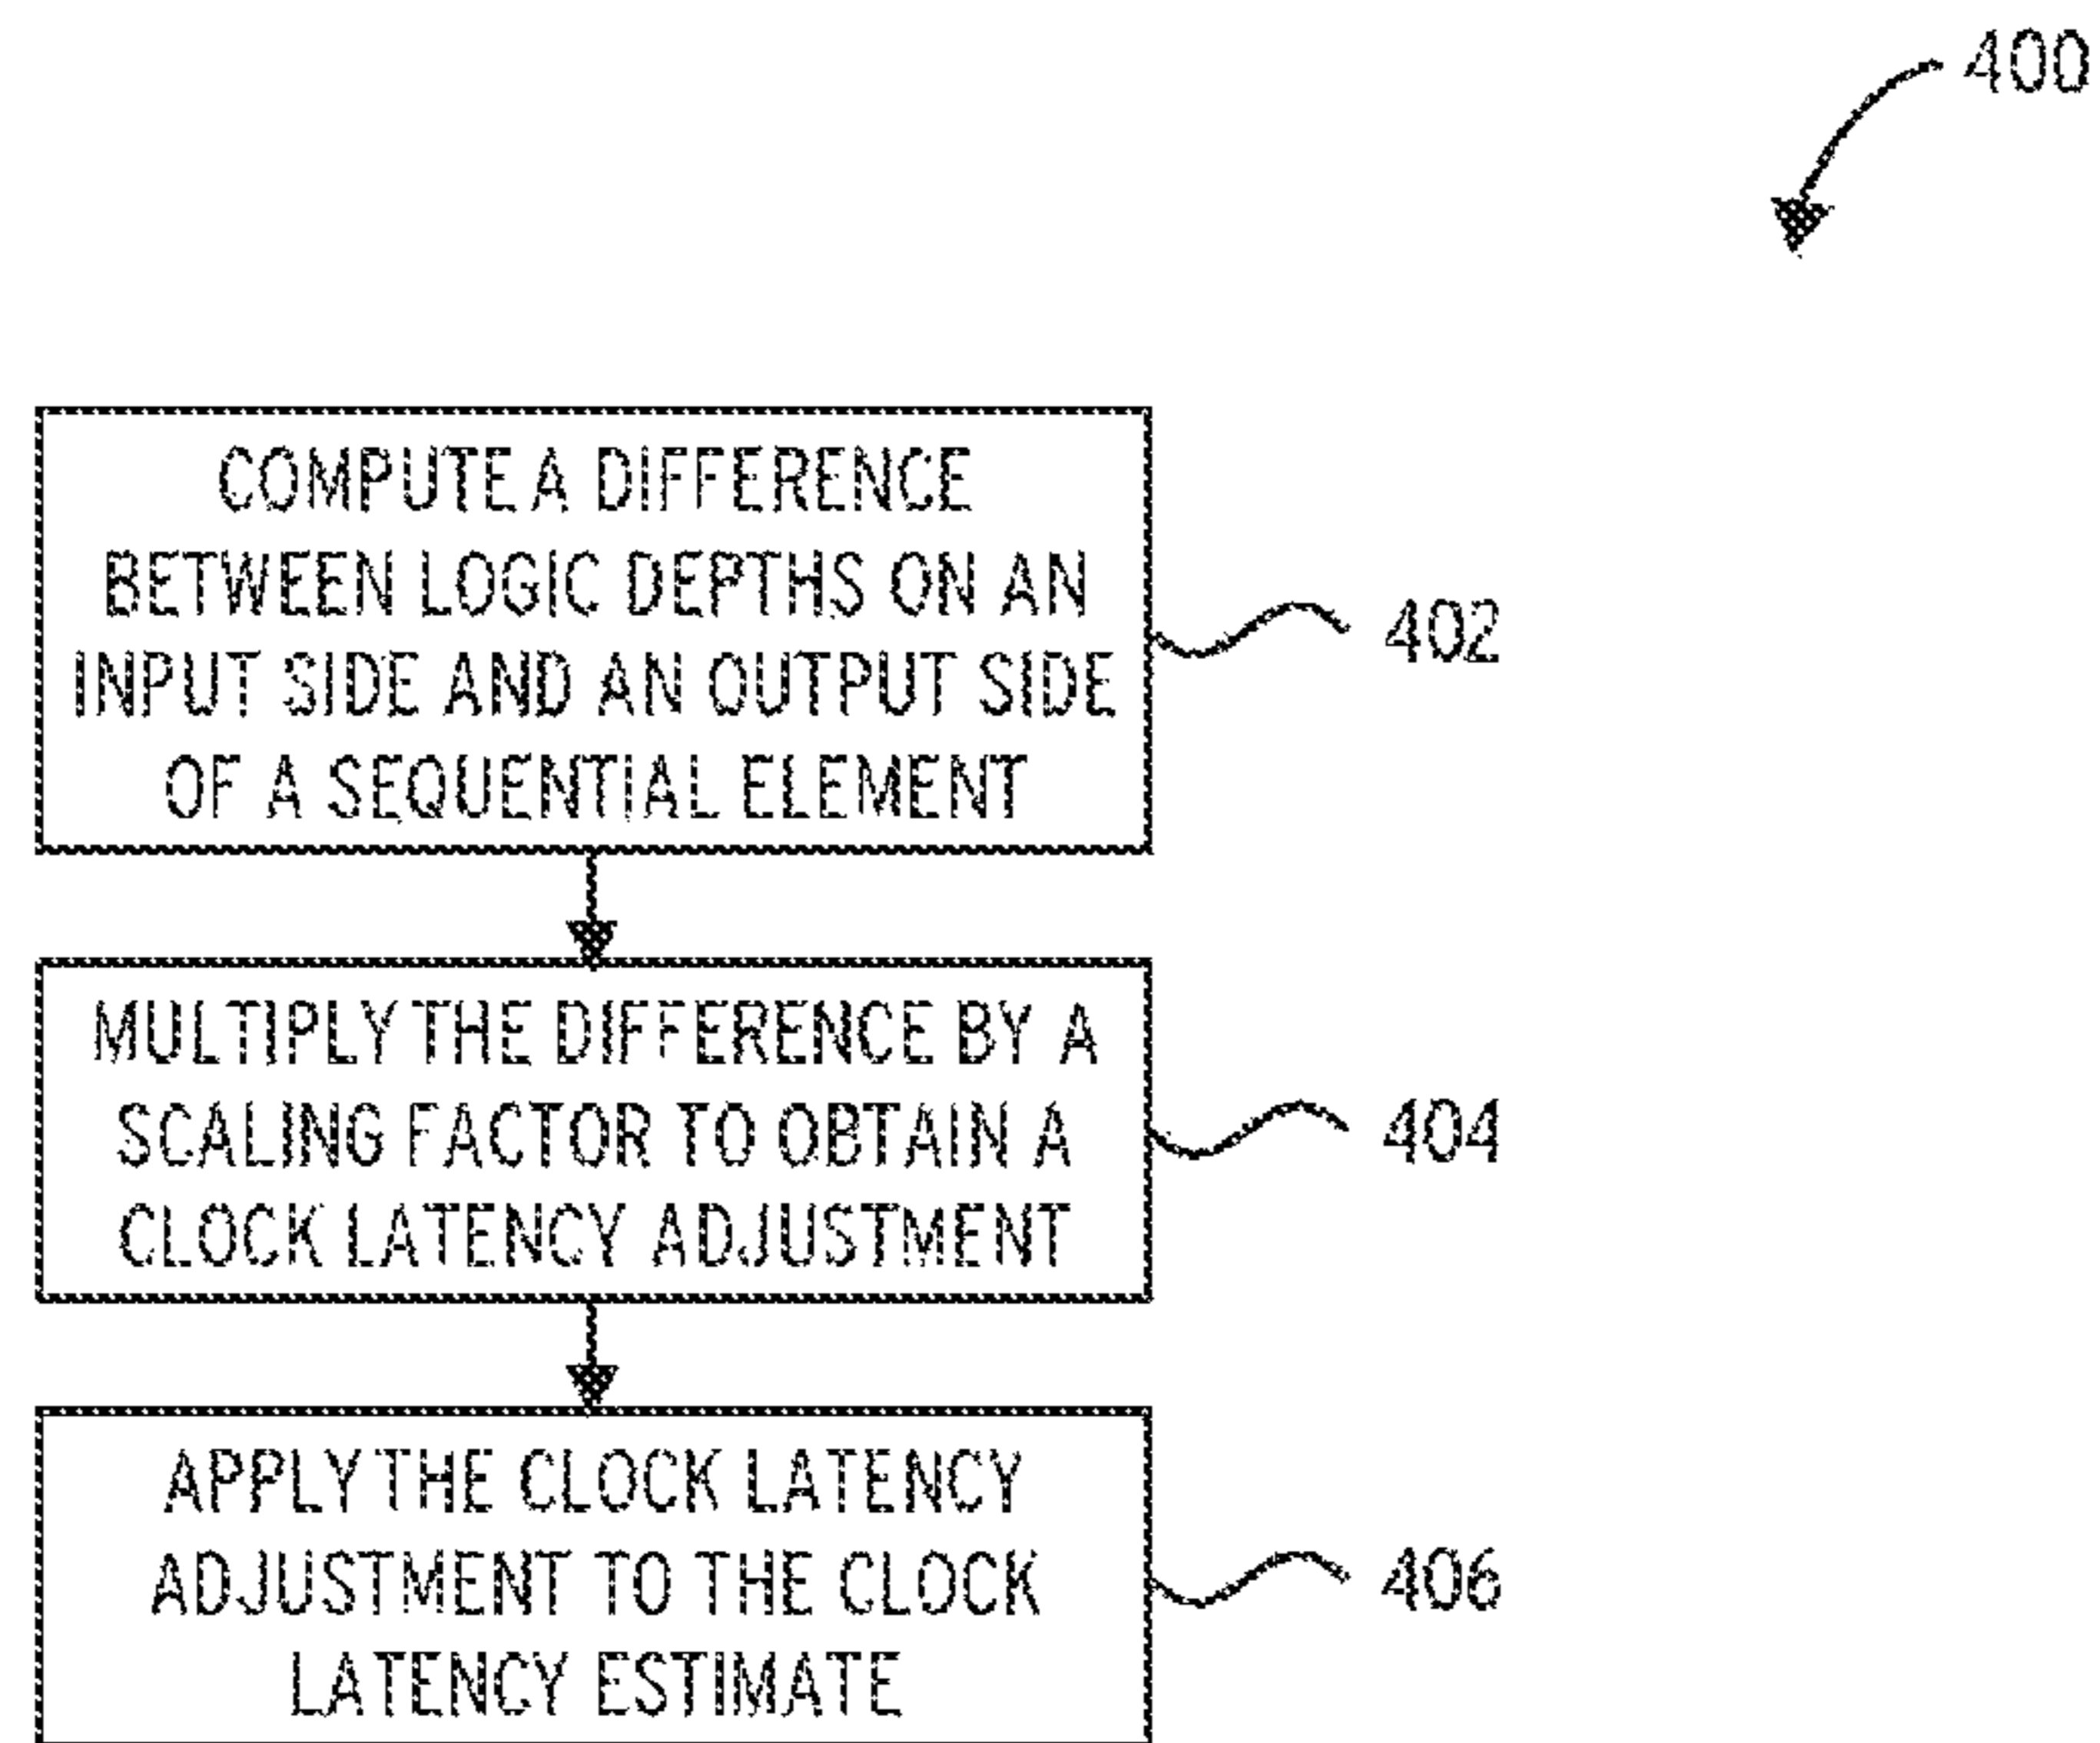 400
COMPUTE A DIFFERENCE
BETWEEN LOGIC DEPTHS ON AN
INPUT SIDE AND AN OUTPUT SIDE
OF A SEQUENTIAL ELEMENT
402
MULTIPLY THE DIFFERENCE BY A
SCALING FACTOR TO OBTAIN A
CLOCK LATENCY ADJUSTMENT
404
APPLY THE CLOCK LATENCY
ADJUSTMENT TO THE CLOCK
LATENCY ESTIMATE
406